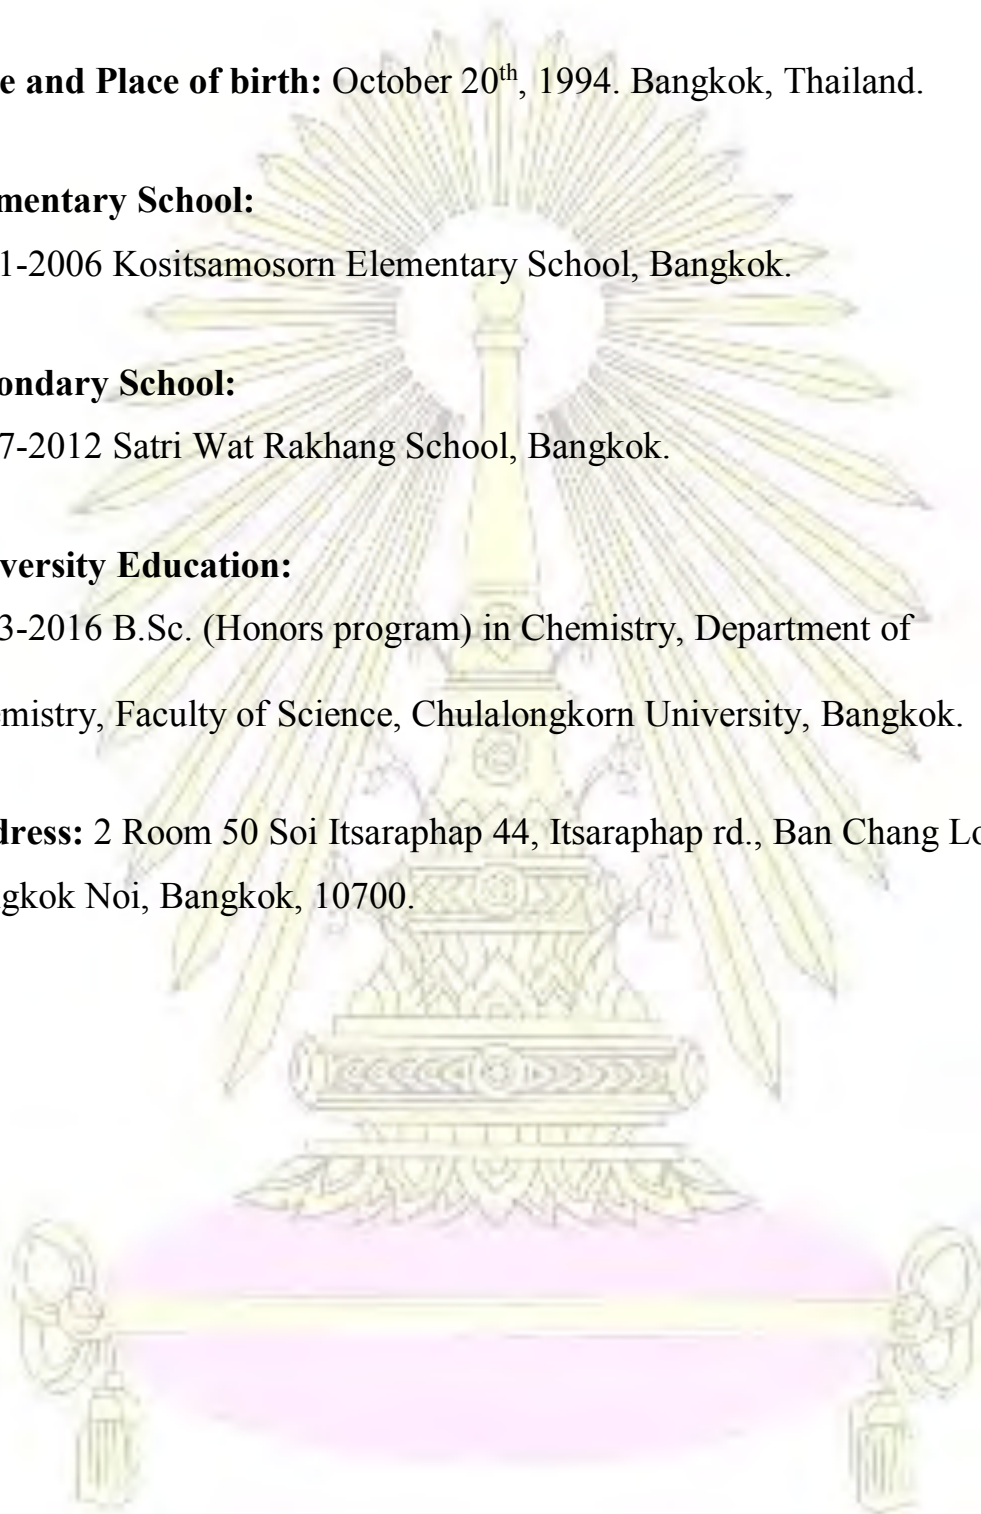 e and Place of birth: October 20th, 1994. Bangkok, Thailand.
mentary School:
1-2006 Kositsamosorn Elementary School, Bangkok.
ondary School:
7-2012 Satri Wat Rakhang School, Bangkok.
versity Education:
3-2016 B.Sc. (Honors program) in Chemistry, Department of
emistry, Faculty of Science, Chulalongkorn University, Bangkok.
dress: 2 Room 50 Soi Itsaraphap 44, Itsaraphap rd., Ban Chang Lo
gkok Noi, Bangkok, 10700.